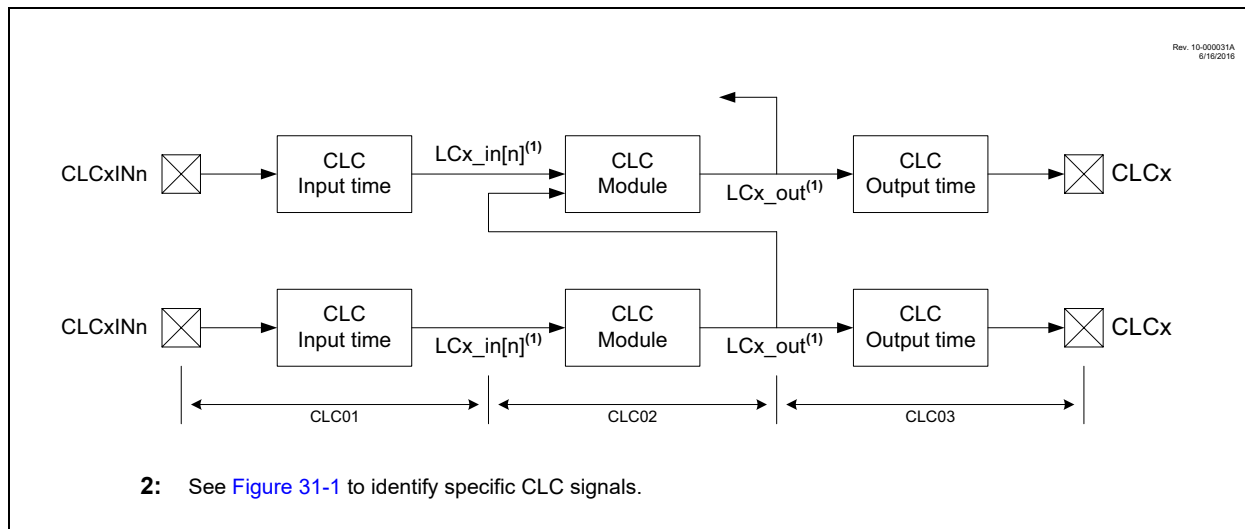 Rev. 10-000031A
6/16/2016
CLCxINn
CLC
Input time
LCx_in[n](1)
CLC
Module
LCx_out(1)
CLC
Output time
CLCx
CLCxINn
CLC
Input time
LCx_in[n](1)
CLC
Module
LCx_out(1)
CLC
Output time
CLCx
CLC01
CLC02
CLC03
2: See Figure 31-1 to identify specific CLC signals.